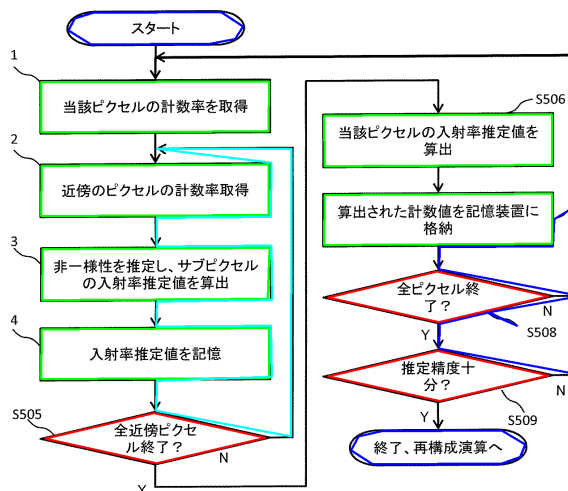 スタート
1
当該ピクセルの計数率を取得
2
近傍のピクセルの計数率取得
3
非一様性を推定し、サブピクセル
の入射率推定値を算出
4
入射率推定値を記憶
S505
全近傍ピクセ
ル終了？
N
Y
S506
当該ピクセルの入射率推定値を
算出
算出された計数値を記憶装置に
格納
全ピクセル終
了？
N
Y
S508
推定精度十
分？
N
Y
S509
終了、再構成演算へ